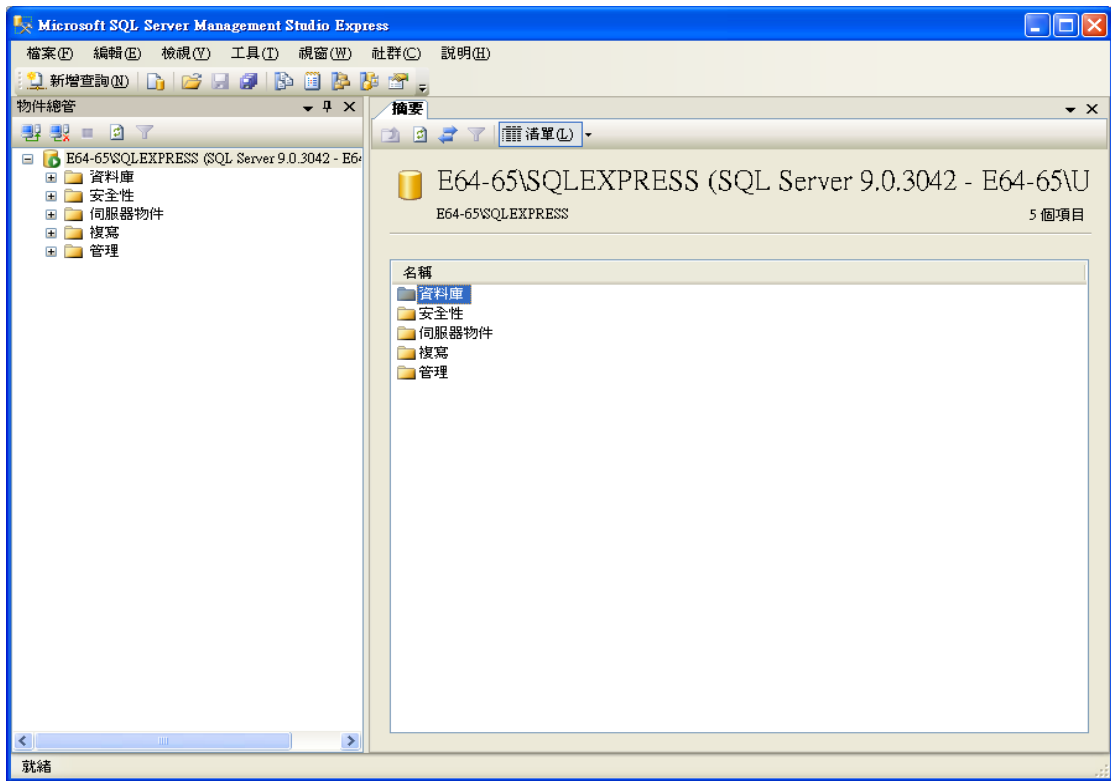 Microsoft SQL Server Management Studio Express
檔案(F) 編輯(E) 檢視(V) 工具(T) 視窗(W) 社群(C) 說明(H)
新增查詢(N)
物件總管
摘要
清單(L)
E64-65\SQLEXPRESS (SQL Server 9.0.3042 - E64
資料庫
安全性
伺服器物件
複寫
管理
E64-65\SQLEXPRESS (SQL Server 9.0.3042 - E64-65\U
E64-65\SQLEXPRESS 5 個項目
名稱
資料庫
安全性
伺服器物件
複寫
管理
就緒